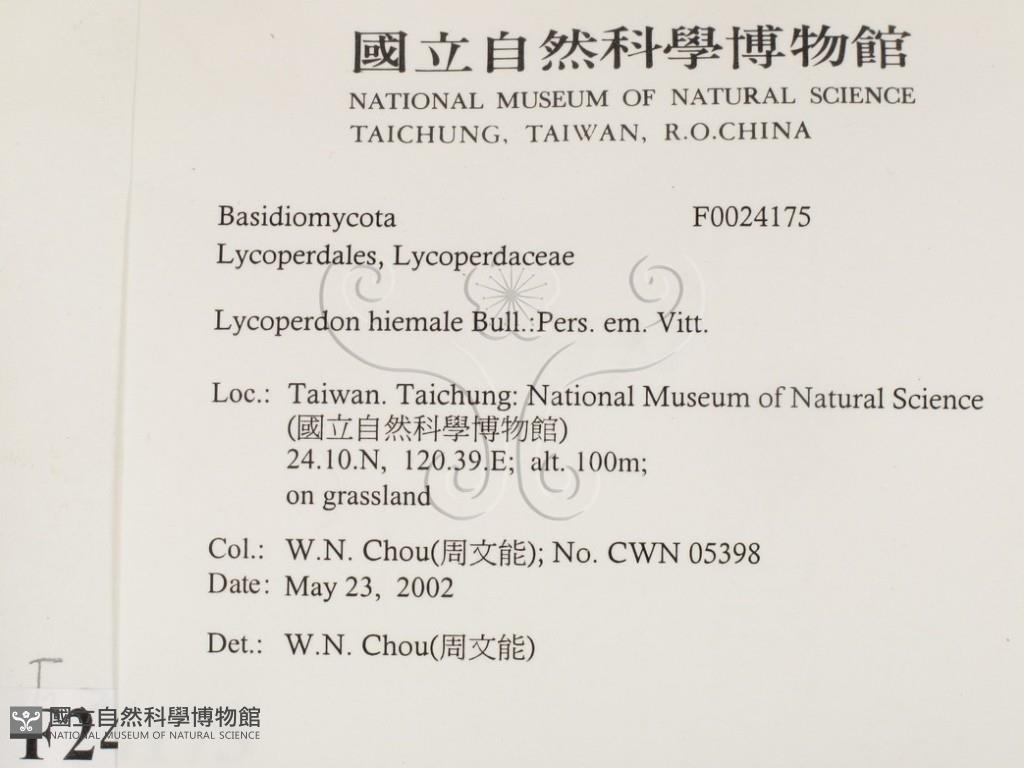 國立自然科學博物館
NATIONAL MUSEUM OF NATURAL SCIENCE
TAICHUNG, TAIWAN, R.O.CHINA
Basidiomycota F0024175
Lycoperdales, Lycoperdaceae
Lycoperdon hiemale Bull.:Pers. em. Vitt.
Loc.: Taiwan. Taichung: National Museum of Natural Science
(國立自然科學博物館)
24.10.N, 120.39.E; alt. 100m;
on grassland
Col.: W.N. Chou(周文能); No. CWN 05398
Date: May 23, 2002
Det.: W.N. Chou(周文能)
國立自然科學博物館
NATIONAL MUSEUM OF NATURAL SCIENCE